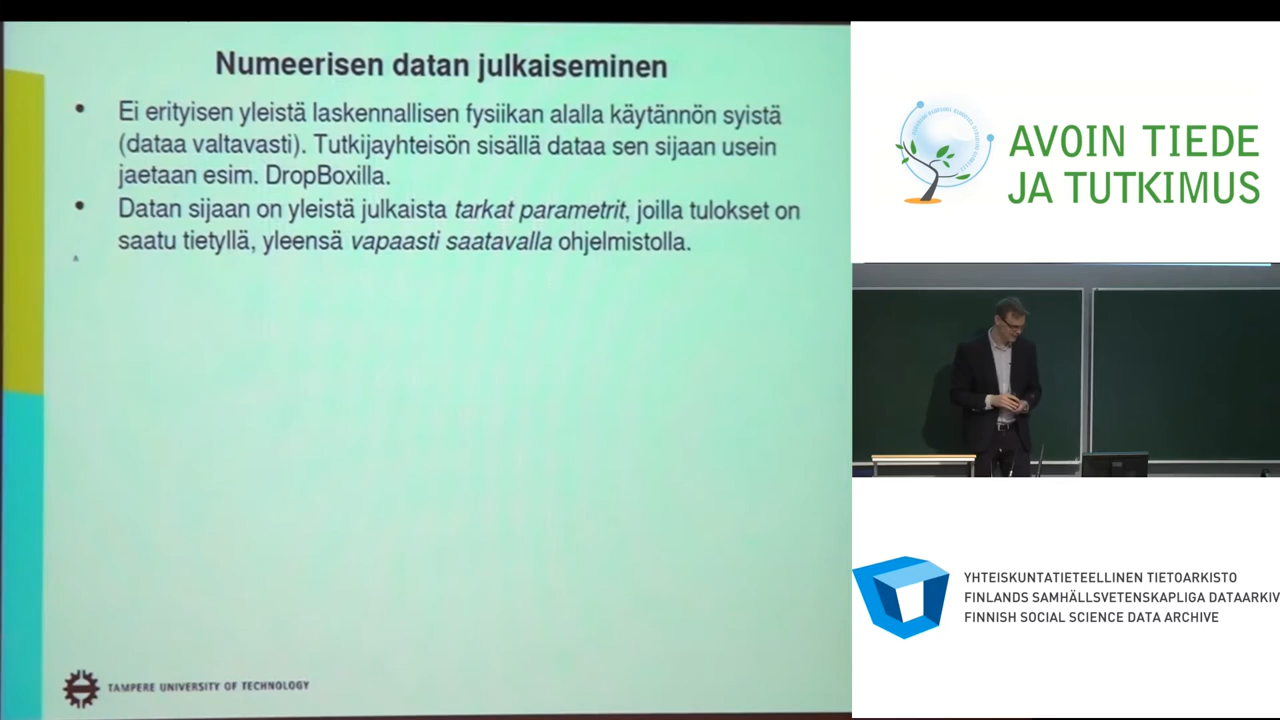 Numeerisen datan julkaiseminen
Ei erityisen yleistä laskennallisen fysiikan alalla käytännön syistä
(dataa valtavasti). Tutkijayhteisön sisällä dataa sen sijaan usein
jaetaan esim. DropBoxilla.
Datan sijaan on yleistä julkaista tarkat parametrit, joilla tulokset on
saatu tietyllä, yleensä vapaasti saatavalla ohjelmistolla.
TAMPERE UNIVERSITY OF TECHNOLOGY
AVOIN TIEDE
JA TUTKIMUS
YHTEISKUNTATIETEELLINEN TIETOARKISTO
FINLANDS SAMHÄLLSVETENSKAPLIGA DATAARKIV
FINNISH SOCIAL SCIENCE DATA ARCHIVE